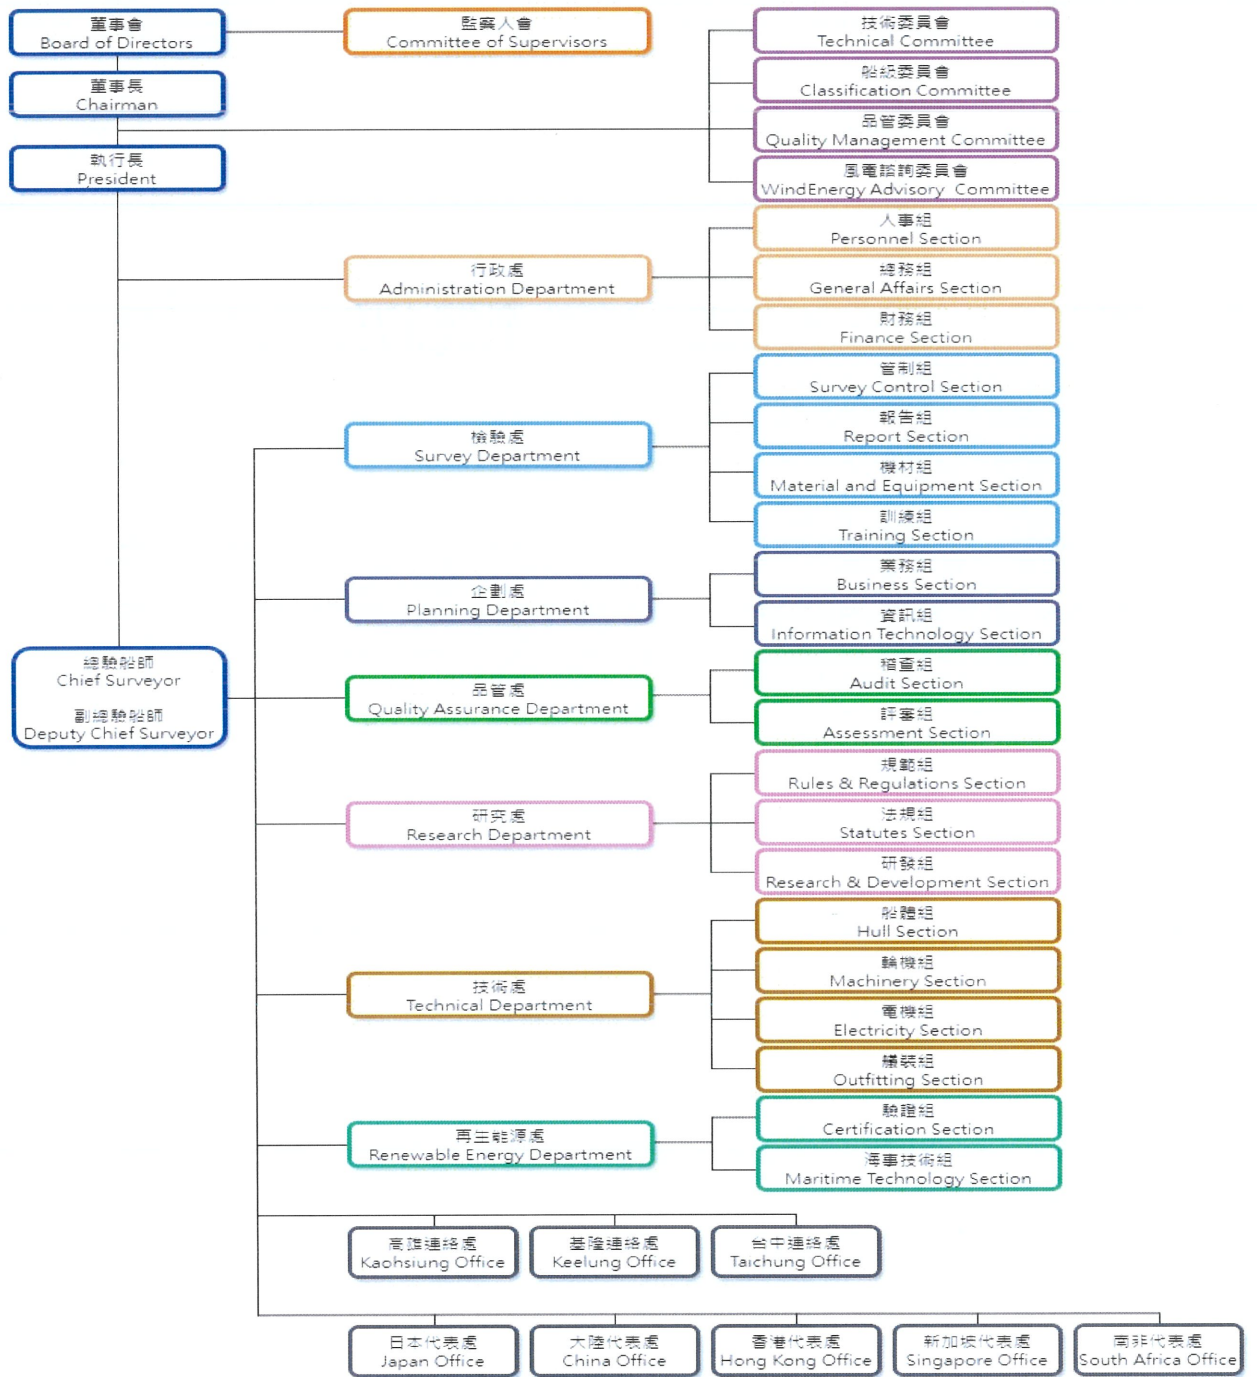 董事會
Board of Directors
監察人會
Committee of Supervisors
技術委員會
Technical Committee
船級委員會
Classification Committee
董事長
Chairman
品管委員會
Quality Management Committee
執行長
President
風電諮詢委員會
WindEnergy Advisory Committee
人事組
Personnel Section
行政處
Administration Department
總務組
General Affairs Section
財務組
Finance Section
管制組
Survey Control Section
報告組
Report Section
檢驗處
Survey Department
機材組
Material and Equipment Section
訓練組
Training Section
業務組
Business Section
企劃處
Planning Department
資訊組
Information Technology Section
總驗船師
Chief Surveyor
副總驗船師
Deputy Chief Surveyor
稽查組
Audit Section
品管處
Quality Assurance Department
評審組
Assessment Section
規範組
Rules & Regulations Section
研究處
Research Department
法規組
Statutes Section
研發組
Research & Development Section
船體組
Hull Section
輪機組
Machinery Section
技術處
Technical Department
電機組
Electricity Section
艤裝組
Outfitting Section
驗證組
Certification Section
再生能源處
Renewable Energy Department
海事技術組
Maritime Technology Section
高雄連絡處
Kaohsiung Office
基隆連絡處
Keelung Office
台中連絡處
Taichung Office
日本代表處
Japan Office
大陸代表處
China Office
香港代表處
Hong Kong Office
新加坡代表處
Singapore Office
南非代表處
South Africa Office